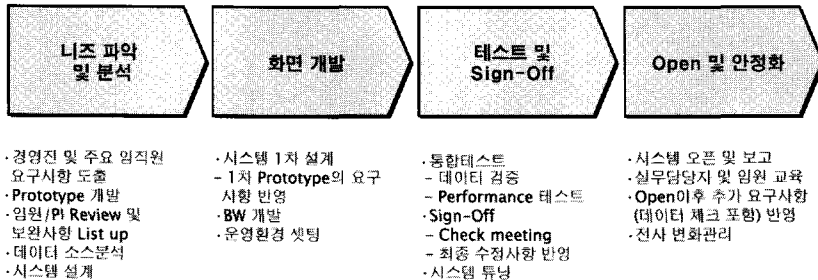 니즈 파악
및 분석
화면 개발
테스트 및
Sign-Off
Open 및 안정화
·경영진 및 주요 임직원
요구사항 도출
·Prototype 개발
·임원/PI Review 및
보완사항 List up
·데이터 소스분석
·시스템 설계
·시스템 1차 설계
- 1차 Prototype의 요구
사항 반영
·BW 개발
·운영환경 셋팅
·통합테스트
- 데이터 검증
- Performance 테스트
·Sign-Off
- Check meeting
- 최종 수정사항 반영
·시스템 튜닝
·시스템 오픈 및 보고
·실무담당자 및 임원 교육
·Open이후 추가 요구사항
(데이터 체크 포함) 반영
·전사 변화관리